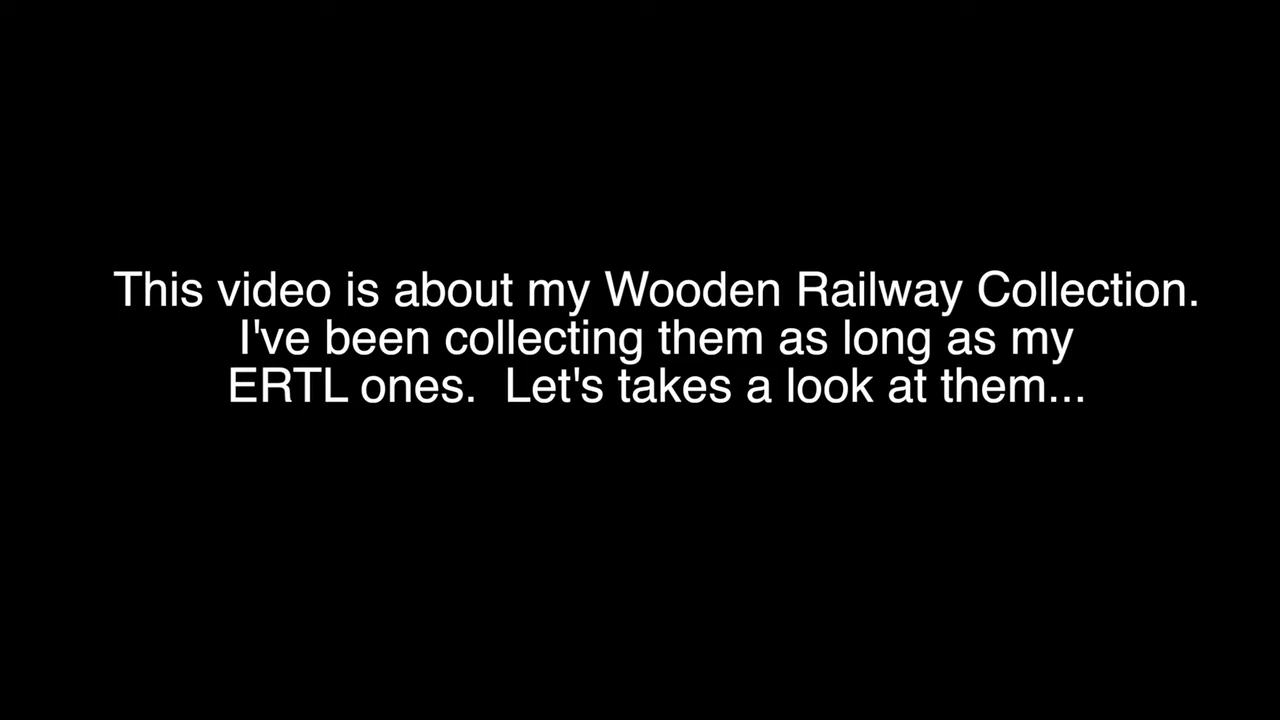 This video is about my Wooden Railway Collection.
I've been collecting them as long as my
ERTL ones.  Let's takes a look at them...